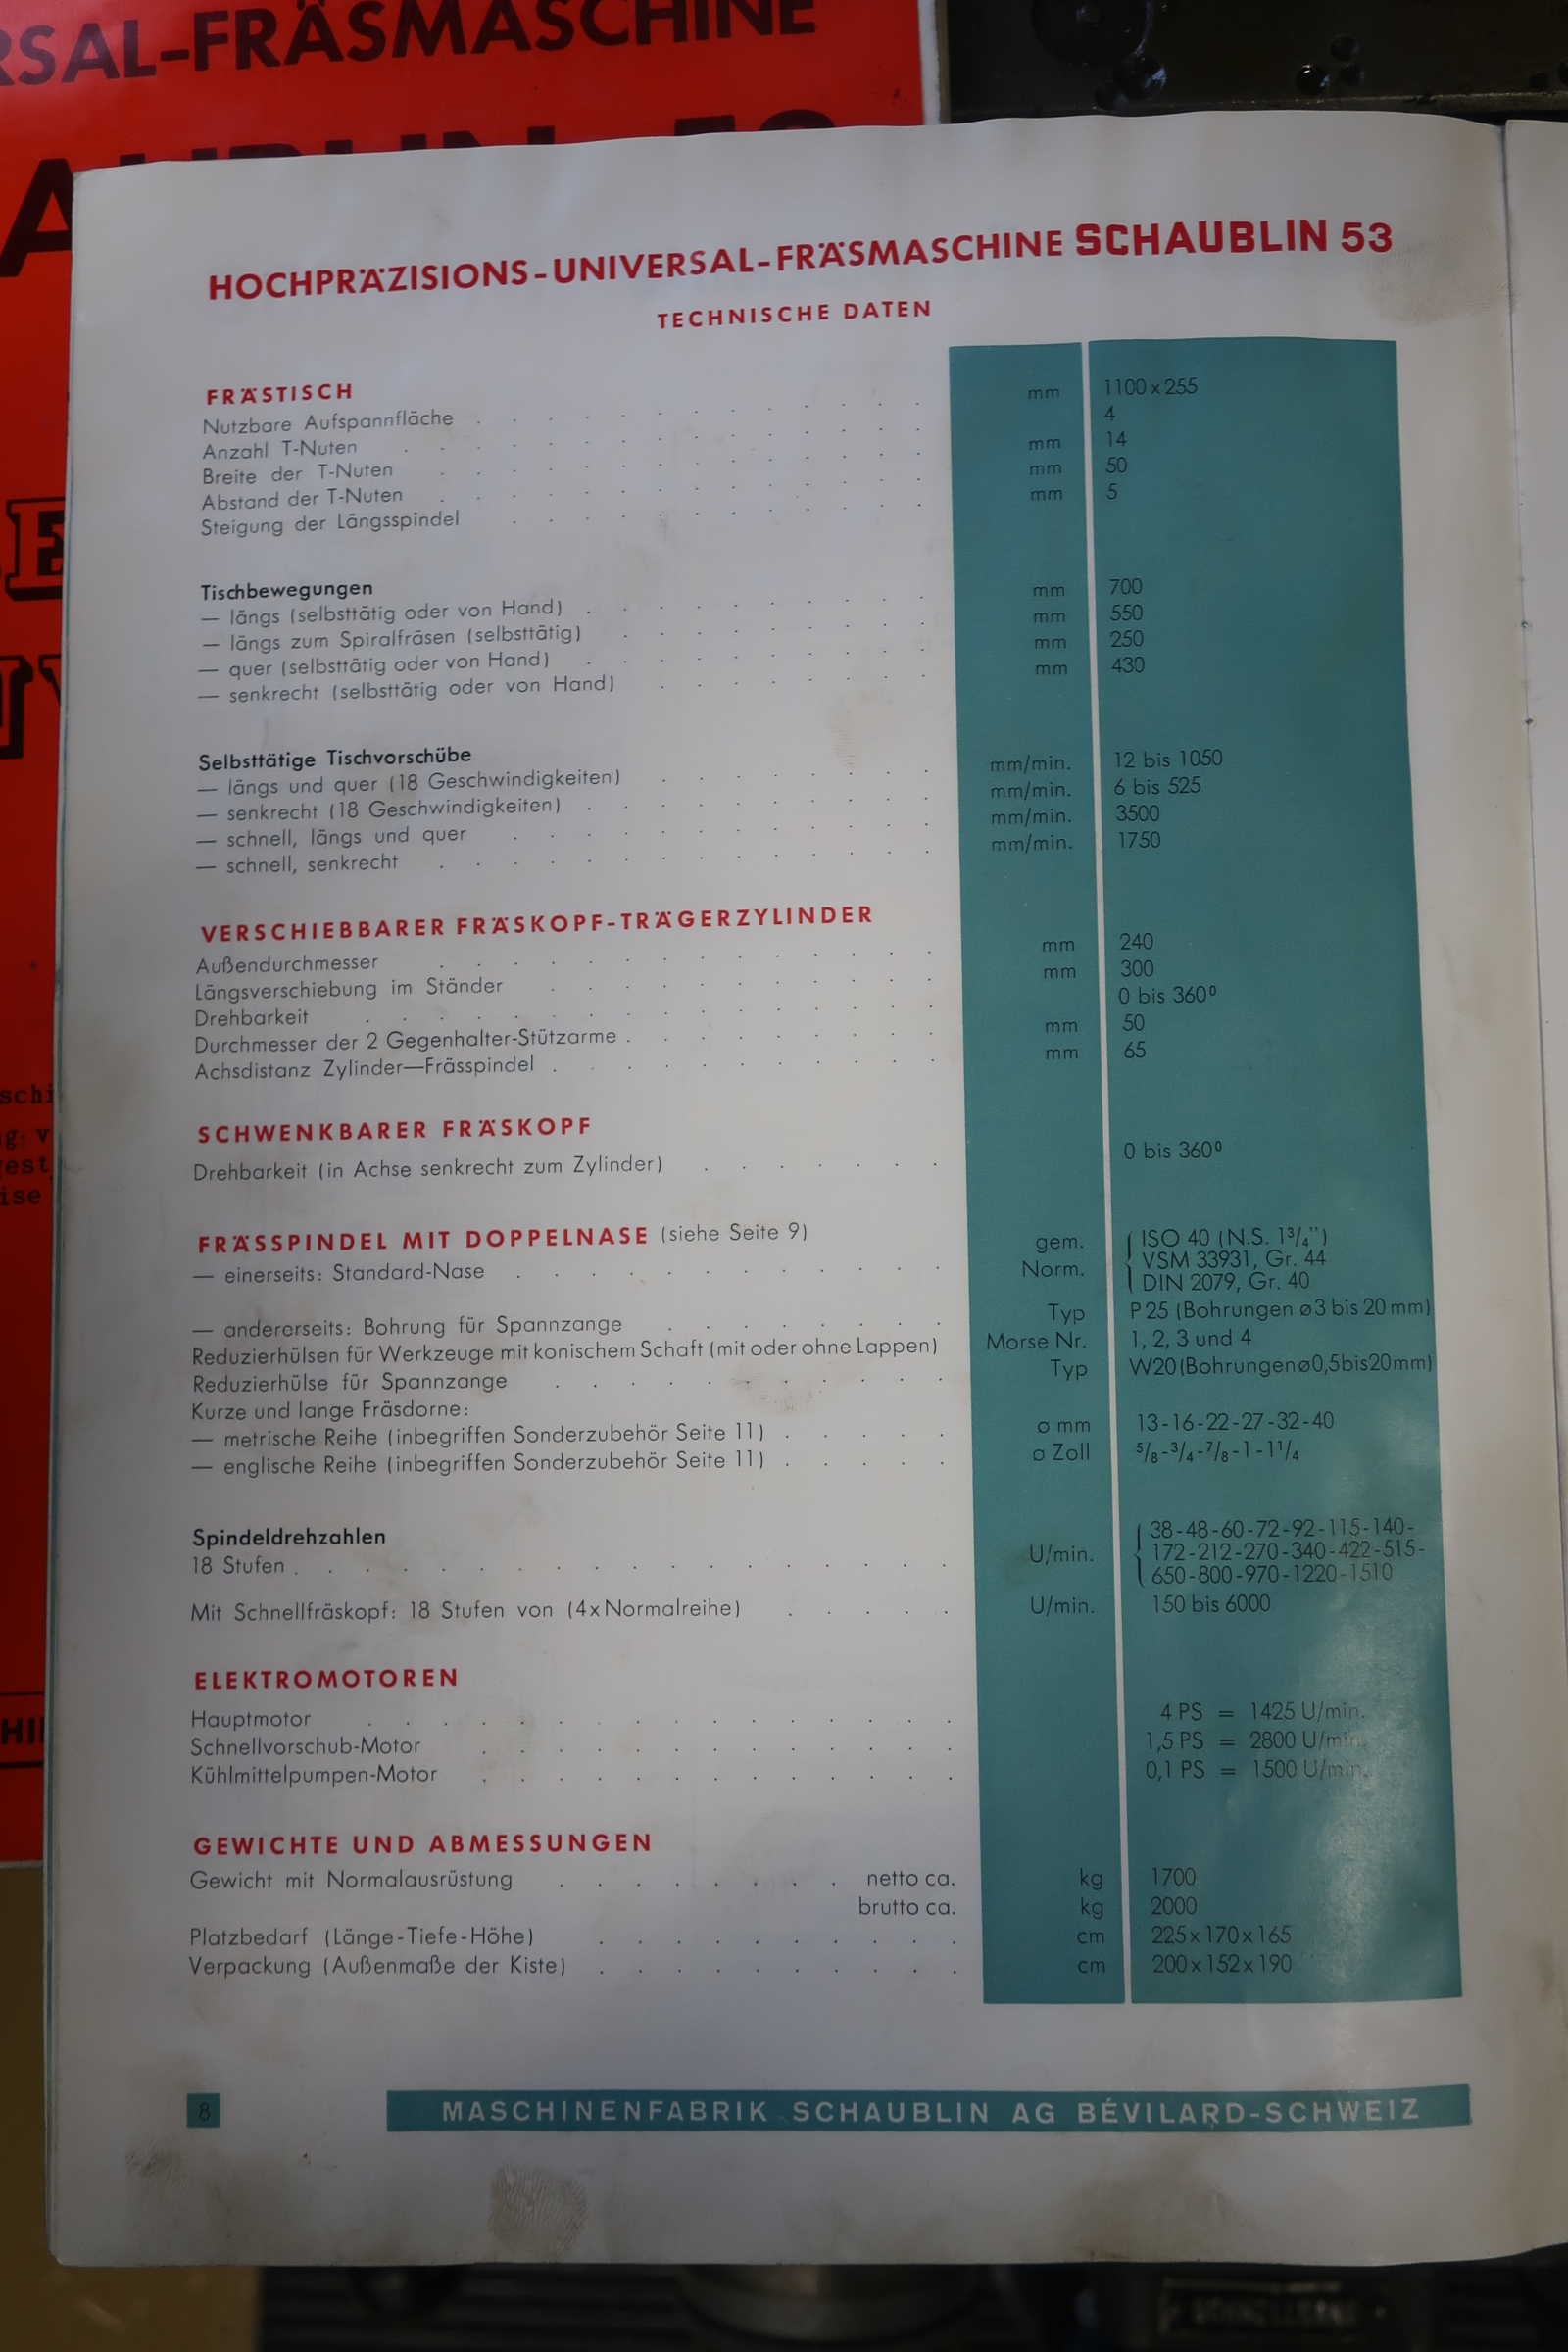 RSAL-FRÄSMASCHINE
HOCHPRÄZISIONS-UNIVERSAL-FRÄSMASCHINE SCHAUBLIN 53
TECHNISCHE DATEN
FRÄSTISCH
Nutzbare Aufspannfläche . . . . . . . . . . . . . mm 1100 x 255
Anzahl T-Nuten . . . . . . . . . . . . . . . 4
Breite der T-Nuten . . . . . . . . . . . . . . mm 14
Abstand der T-Nuten . . . . . . . . . . . . . . mm 50
Steigung der Längsspindel . . . . . . . . . . . . mm 5
Tischbewegungen
— längs (selbsttätig oder von Hand) . . . . . . . . . . mm 700
— längs zum Spiralfräsen (selbsttätig) . . . . . . . . . mm 550
— quer (selbsttätig oder von Hand) . . . . . . . . . . mm 250
— senkrecht (selbsttätig oder von Hand) . . . . . . . . mm 430
Selbsttätige Tischvorschübe
— längs und quer (18 Geschwindigkeiten) . . . . . . . . mm/min. 12 bis 1050
— senkrecht (18 Geschwindigkeiten) . . . . . . . . . . mm/min. 6 bis 525
— schnell, längs und quer . . . . . . . . . . . . mm/min. 3500
— schnell, senkrecht . . . . . . . . . . . . . . mm/min. 1750
VERSCHIEBBARER FRÄSKOPF-TRÄGERZYLINDER
Außendurchmesser . . . . . . . . . . . . . . mm 240
Längsverschiebung im Ständer . . . . . . . . . . . mm 300
Drehbarkeit . . . . . . . . . . . . . . . . 0 bis 360⁰
Durchmesser der 2 Gegenhalter-Stützarme . . . . . . . . . mm 50
Achsdistanz Zylinder—Frässpindel . . . . . . . . . . . mm 65
SCHWENKBARER FRÄSKOPF
Drehbarkeit (in Achse senkrecht zum Zylinder) . . . . . . . 0 bis 360⁰
FRÄSSPINDEL MIT DOPPELNASE (siehe Seite 9)
— einerseits: Standard-Nase . . . . . . . . . . . . gem. Norm. { ISO 40 (N.S. 1³/₄")
VSM 33931, Gr. 44
DIN 2079, Gr. 40
— andererseits: Bohrung für Spannzange . . . . . . . . Typ P 25 (Bohrungen ø 3 bis 20 mm)
Reduzierhülsen für Werkzeuge mit konischem Schaft (mit oder ohne Lappen) Morse Nr. 1, 2, 3 und 4
Reduzierhülse für Spannzange . . . . . . . . . . . Typ W20 (Bohrungen ø 0,5 bis 20 mm)
Kurze und lange Fräsdorne:
— metrische Reihe (inbegriffen Sonderzubehör Seite 11) . . . . . ø mm 13-16-22-27-32-40
— englische Reihe (inbegriffen Sonderzubehör Seite 11) . . . . . ø Zoll ⁵/₈-³/₄-⁷/₈-1-1¹/₄
Spindeldrehzahlen
18 Stufen . . . . . . . . . . . . . . . . . . U/min. { 38-48-60-72-92-115-140-
172-212-270-340-422-515-
650-800-970-1220-1510
Mit Schnellfräskopf: 18 Stufen von (4x Normalreihe) . . . . . U/min. 150 bis 6000
ELEKTROMOTOREN
Hauptmotor . . . . . . . . . . . . . . . . 4 PS = 1425 U/min.
Schnellvorschub-Motor . . . . . . . . . . . . . 1,5 PS = 2800 U/min.
Kühlmittelpumpen-Motor . . . . . . . . . . . . . 0,1 PS = 1500 U/min.
GEWICHTE UND ABMESSUNGEN
Gewicht mit Normalausrüstung . . . . . . . . netto ca. kg 1700
brutto ca. kg 2000
Platzbedarf (Länge-Tiefe-Höhe) . . . . . . . . . . cm 225 x 170 x 165
Verpackung (Außenmaße der Kiste) . . . . . . . . . . cm 200 x 152 x 190
8 MASCHINENFABRIK SCHAUBLIN AG BÉVILARD-SCHWEIZ